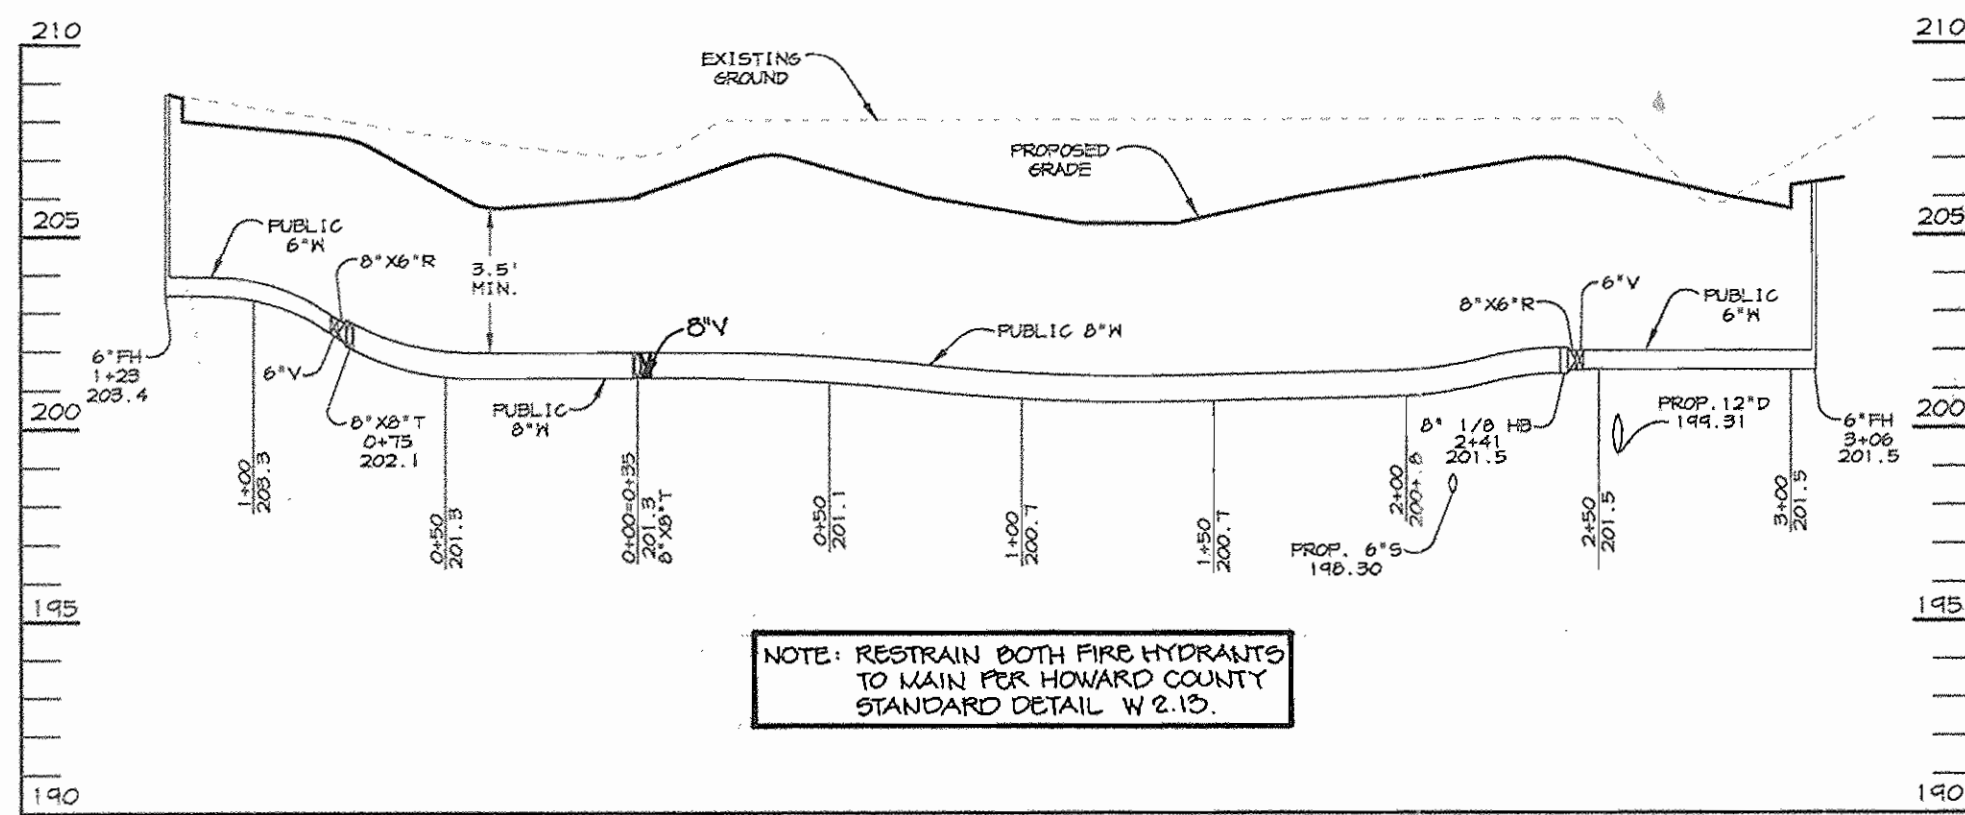 210
210
EXISTING
GROUND
PROPOSED
GRADE
PUBLIC
6"W
8"X6"R
3.5'
MIN.
205
205
6"V
8"X6"R
PUBLIC
6"W
8"V
PUBLIC 8"W
6"FH
1+23
203.4
6"V
PUBLIC
8"W
8"X8"T
0+75
202.1
200
200
8" 1/8 HB
2+41
201.5
PROP. 12"D
199.31
6"FH
3+06
201.5
1+00
203.3
0+50
201.3
0+00=0+35
201.3
8"X8"T
0+50
201.1
1+00
200.7
1+50
200.7
2+00
200+.8
2+50
201.5
3+00
201.5
PROP. 6"S
198.30
195
195
NOTE: RESTRAIN BOTH FIRE HYDRANTS
TO MAIN PER HOWARD COUNTY
STANDARD DETAIL W 2.13.
190
190